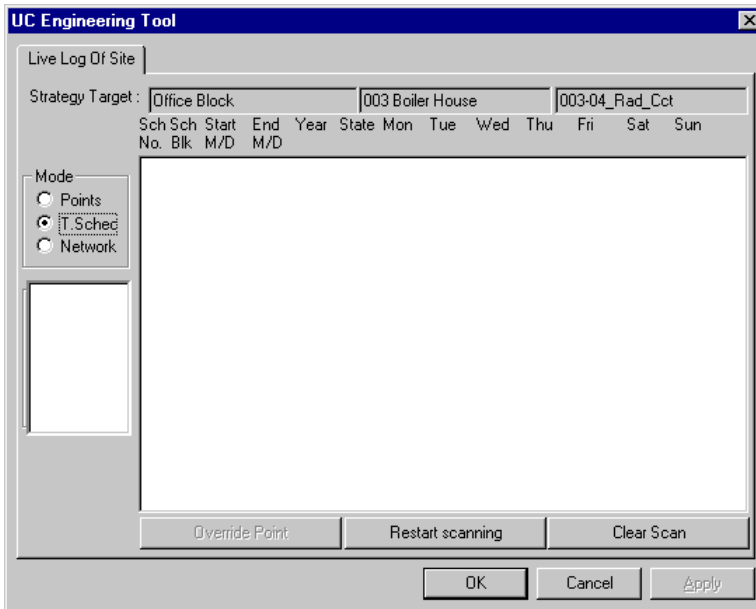 UC Engineering Tool
Live Log Of Site
Strategy Target : Office Block 003 Boiler House 003-04_Rad_Cct
Sch Sch Start End Year State Mon Tue Wed Thu Fri Sat Sun
No. Blk M/D M/D
Mode
Points
T.Sched
Network
Override Point Restart scanning Clear Scan
OK Cancel Apply